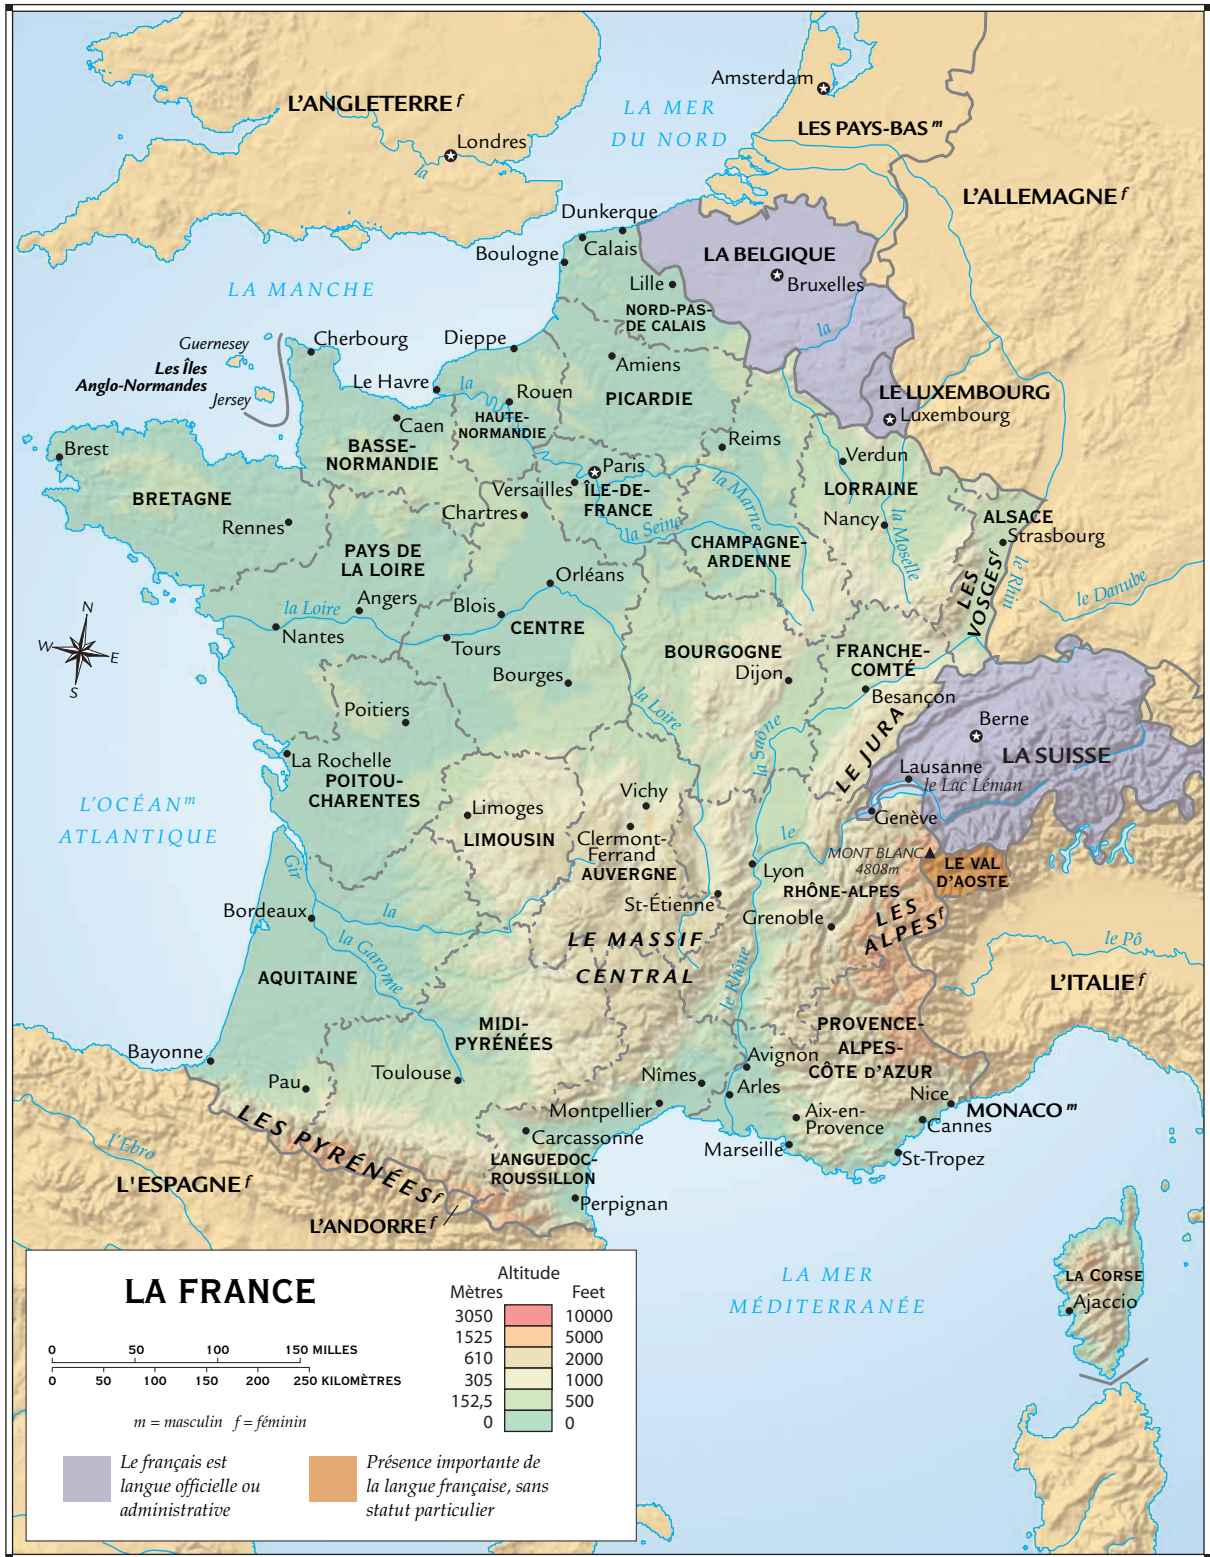 Amsterdam
L'ANGLETERRE f
LA MER
DU NORD
LES PAYS-BAS m
Londres
la
L'ALLEMAGNE f
Dunkerque
Calais
Boulogne
LA BELGIQUE
Bruxelles
Lille
LA MANCHE
NORD-PAS-
DE CALAIS
la
Guernesey
Les Îles
Anglo-Normandes
Jersey
Cherbourg
Dieppe
Amiens
Le Havre
la
Rouen
PICARDIE
LE LUXEMBOURG
Luxembourg
Caen
HAUTE-
NORMANDIE
Reims
Brest
BASSE-
NORMANDIE
Verdun
Paris
BRETAGNE
Versailles
ÎLE-DE-
FRANCE
la Marne
LORRAINE
Rennes
Chartres
la Seine
Nancy
la Moselle
ALSACE
Strasbourg
PAYS DE
LA LOIRE
CHAMPAGNE-
ARDENNE
LES
VOSGES f
le Rhin
le Danube
Orléans
la Loire
Angers
Blois
CENTRE
Nantes
Tours
BOURGOGNE
Dijon
FRANCHE-
COMTÉ
Besançon
N
W
E
S
Bourges
la Loire
Poitiers
la Saône
LE JURA
Berne
LA SUISSE
La Rochelle
POITOU-
CHARENTES
Lausanne
le Lac Léman
Genève
L'OCÉAN m
ATLANTIQUE
Limoges
LIMOUSIN
Vichy
Clermont-
Ferrand
AUVERGNE
le
MONT BLANC
4808m
LE VAL
D'AOSTE
Gir
Lyon
RHÔNE-ALPES
Bordeaux
la
St-Étienne
Grenoble
LES
ALPES f
la Garonne
LE MASSIF
CENTRAL
le Pô
AQUITAINE
le Rhône
L'ITALIE f
MIDI-
PYRÉNÉES
PROVENCE-
ALPES-
CÔTE D'AZUR
Bayonne
Pau
Toulouse
Nîmes
Avignon
Arles
Nice
MONACO m
Montpellier
Aix-en-
Provence
Cannes
Carcassonne
Marseille
St-Tropez
LES PYRÉNÉES f
l'Ebro
LANGUEDOC-
ROUSSILLON
L'ESPAGNE f
Perpignan
L'ANDORRE f
LA MER
MÉDITERRANÉE
LA CORSE
Ajaccio
LA FRANCE
0 50 100 150 MILLES
0 50 100 150 200 250 KILOMÈTRES
m = masculin f = féminin
Altitude
Mètres Feet
3050 10000
1525 5000
610 2000
305 1000
152,5 500
0 0
Le français est
langue officielle ou
administrative
Présence importante de
la langue française, sans
statut particulier